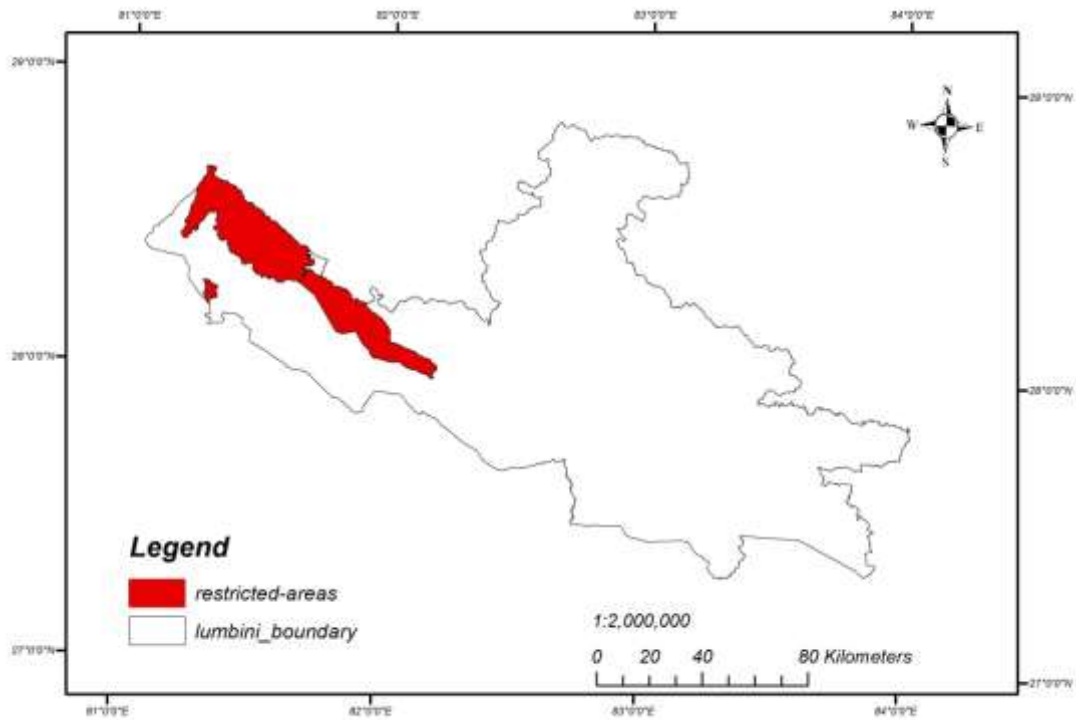 81°0'0"E 82°0'0"E 83°0'0"E 84°0'0"E
29°0'0"N
29°0'0"N
N
W E
S
28°0'0"N
28°0'0"N
Legend
restricted-areas
lumbini_boundary
1:2,000,000
0 20 40 80 Kilometers
27°0'0"N
27°0'0"N
81°0'0"E 82°0'0"E 83°0'0"E 84°0'0"E